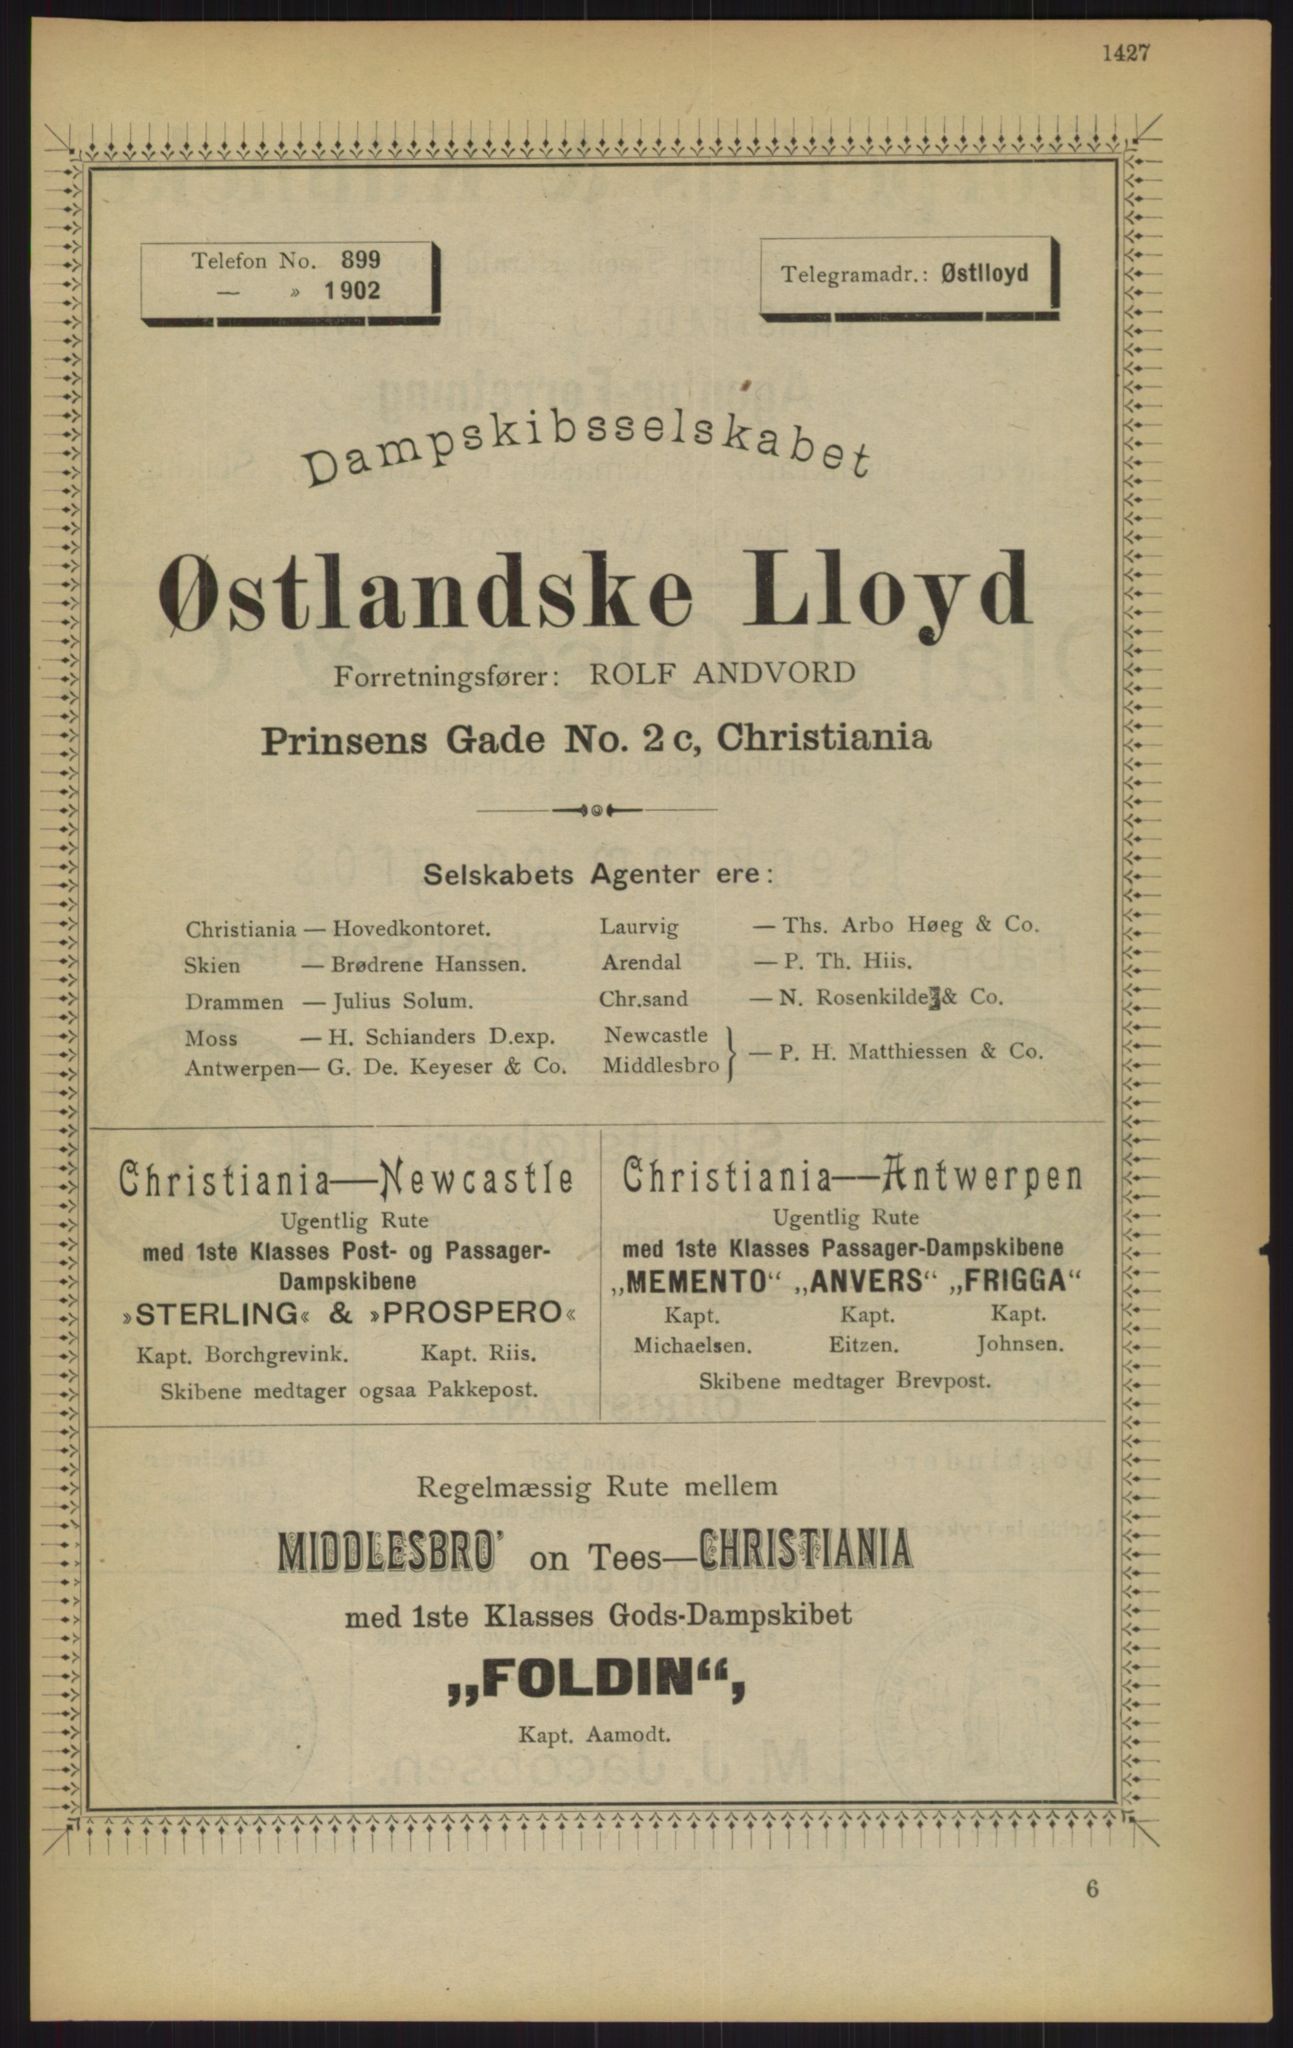 1427
Telefon No. 899
— » 1902
Telegramadr.: Østlloyd
Dampskibsselskabet
Østlandske Lloyd
Forretningsfører: ROLF ANDVORD
Prinsens Gade No. 2 c, Christiania
Selskabets Agenter ere:
Christiania — Hovedkontoret.
Skien — Brødrene Hanssen.
Drammen — Julius Solum.
Moss — H. Schianders D.exp.
Antwerpen — G. De. Keyeser & Co.
Laurvig — Ths. Arbo Høeg & Co.
Arendal — P. Th. Hiis.
Chr.sand — N. Rosenkilde & Co.
Newcastle
Middlesbro } — P. H. Matthiessen & Co.
Christiania—Newcastle
Ugentlig Rute
med 1ste Klasses Post- og Passager-
Dampskibene
»STERLING« & »PROSPERO«
Kapt. Borchgrevink. Kapt. Riis.
Skibene medtager ogsaa Pakkepost.
Christiania—Antwerpen
Ugentlig Rute
med 1ste Klasses Passager-Dampskibene
„MEMENTO“ „ANVERS“ „FRIGGA“
Kapt. Kapt. Kapt.
Michaelsen. Eitzen. Johnsen.
Skibene medtager Brevpost.
Regelmæssig Rute mellem
MIDDLESBRO' on Tees—CHRISTIANIA
med 1ste Klasses Gods-Dampskibet
„FOLDIN“,
Kapt. Aamodt.
6